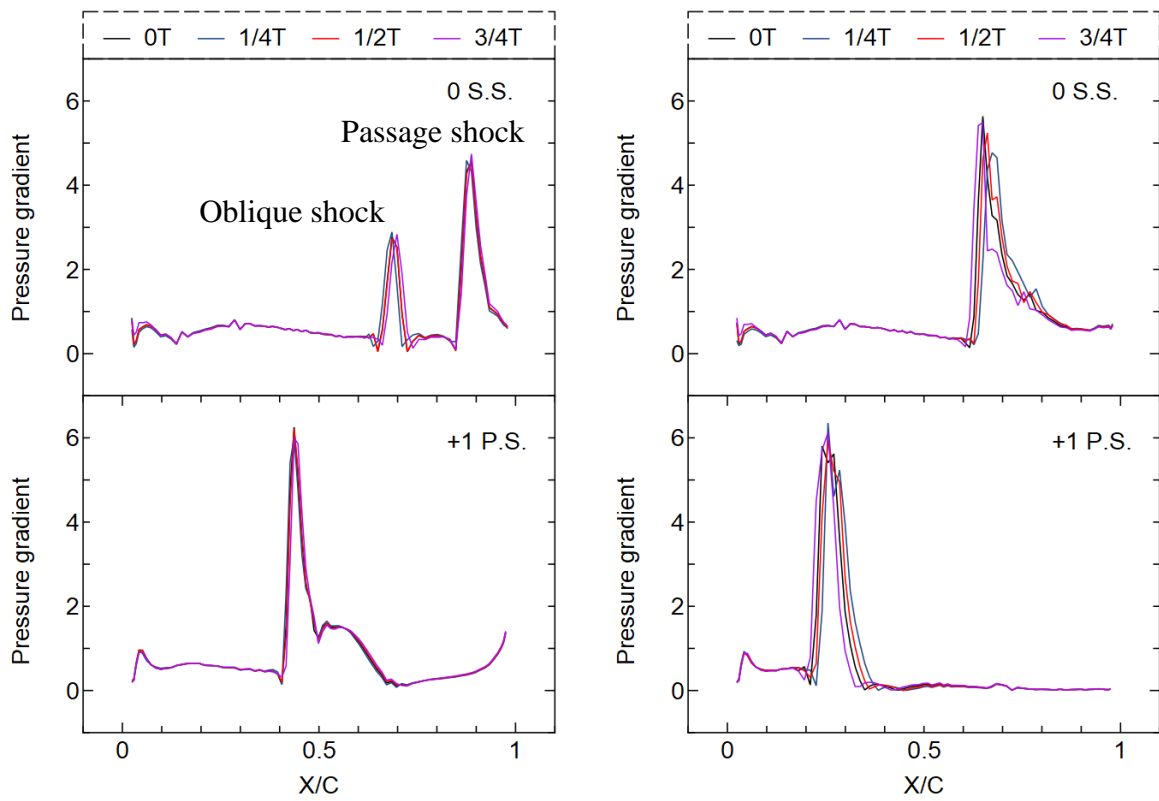 0T 1/4T 1/2T 3/4T
0 S.S.
Passage shock
Oblique shock
Pressure gradient
6
4
2
0
+1 P.S.
Pressure gradient
6
4
2
0
0 0.5 1
X/C
0T 1/4T 1/2T 3/4T
0 S.S.
Pressure gradient
6
4
2
0
+1 P.S.
Pressure gradient
6
4
2
0
0 0.5 1
X/C